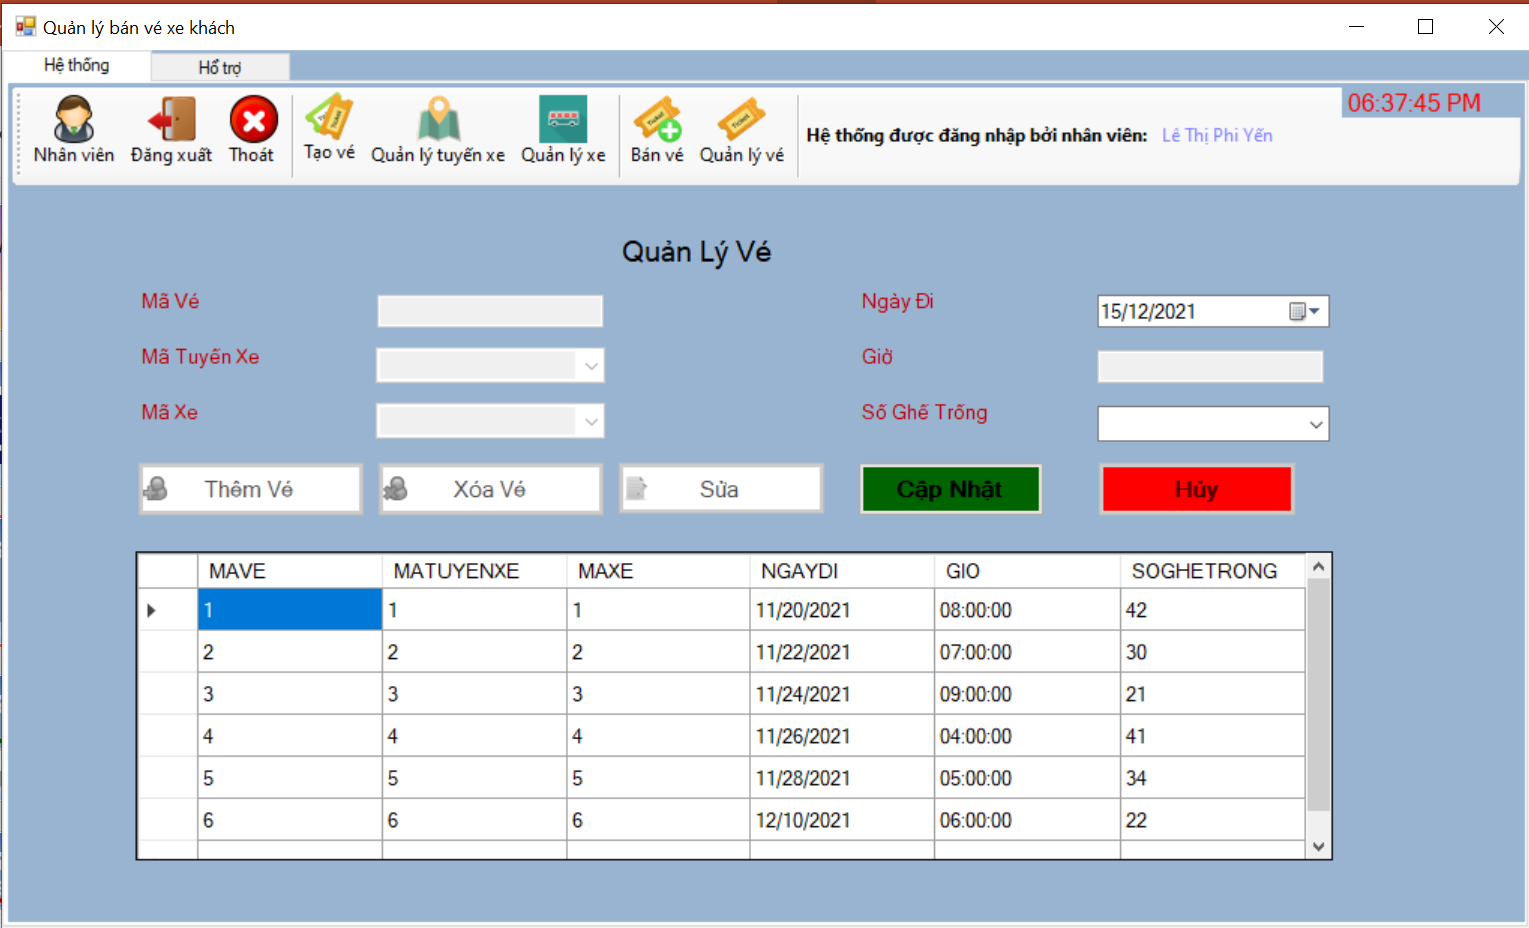 Quản lý bán vé xe khách
Hệ thống Hổ trợ
Nhân viên Đăng xuất Thoát Tạo vé Quản lý tuyến xe Quản lý xe Bán vé Quản lý vé Hệ thống được đăng nhập bởi nhân viên: Lê Thị Phi Yến 06:37:45 PM
Quản Lý Vé
Mã Vé Ngày Đi 15/12/2021
Mã Tuyến Xe Giờ
Mã Xe Số Ghế Trống
Thêm Vé Xóa Vé Sửa Cập Nhật Hủy
MAVE MATUYENXE MAXE NGAYDI GIO SOGHETRONG
1 1 1 11/20/2021 08:00:00 42
2 2 2 11/22/2021 07:00:00 30
3 3 3 11/24/2021 09:00:00 21
4 4 4 11/26/2021 04:00:00 41
5 5 5 11/28/2021 05:00:00 34
6 6 6 12/10/2021 06:00:00 22